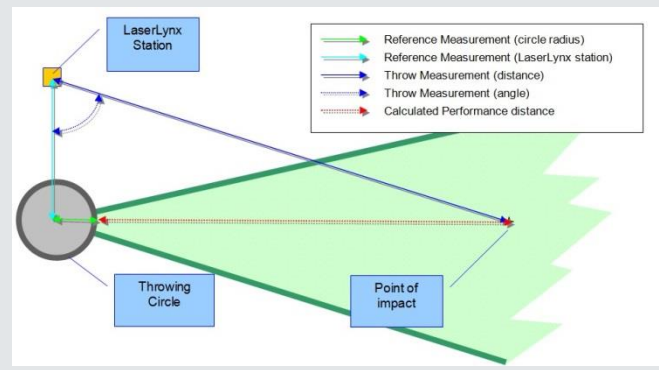 LaserLynx
Station
Reference Measurement (circle radius)
Reference Measurement (LaserLynx station)
Throw Measurement (distance)
Throw Measurement (angle)
Calculated Performance distance
Throwing
Circle
Point of
impact